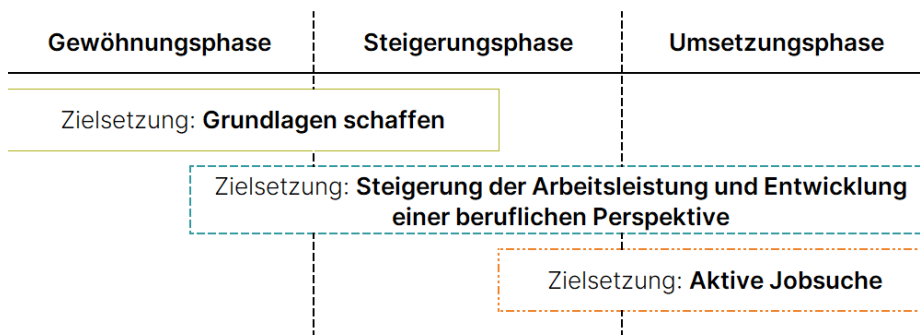 Gewöhnungsphase
Steigerungsphase
Umsetzungsphase
Zielsetzung: Grundlagen schaffen
Zielsetzung: Steigerung der Arbeitsleistung und Entwicklung
einer beruflichen Perspektive
Zielsetzung: Aktive Jobsuche